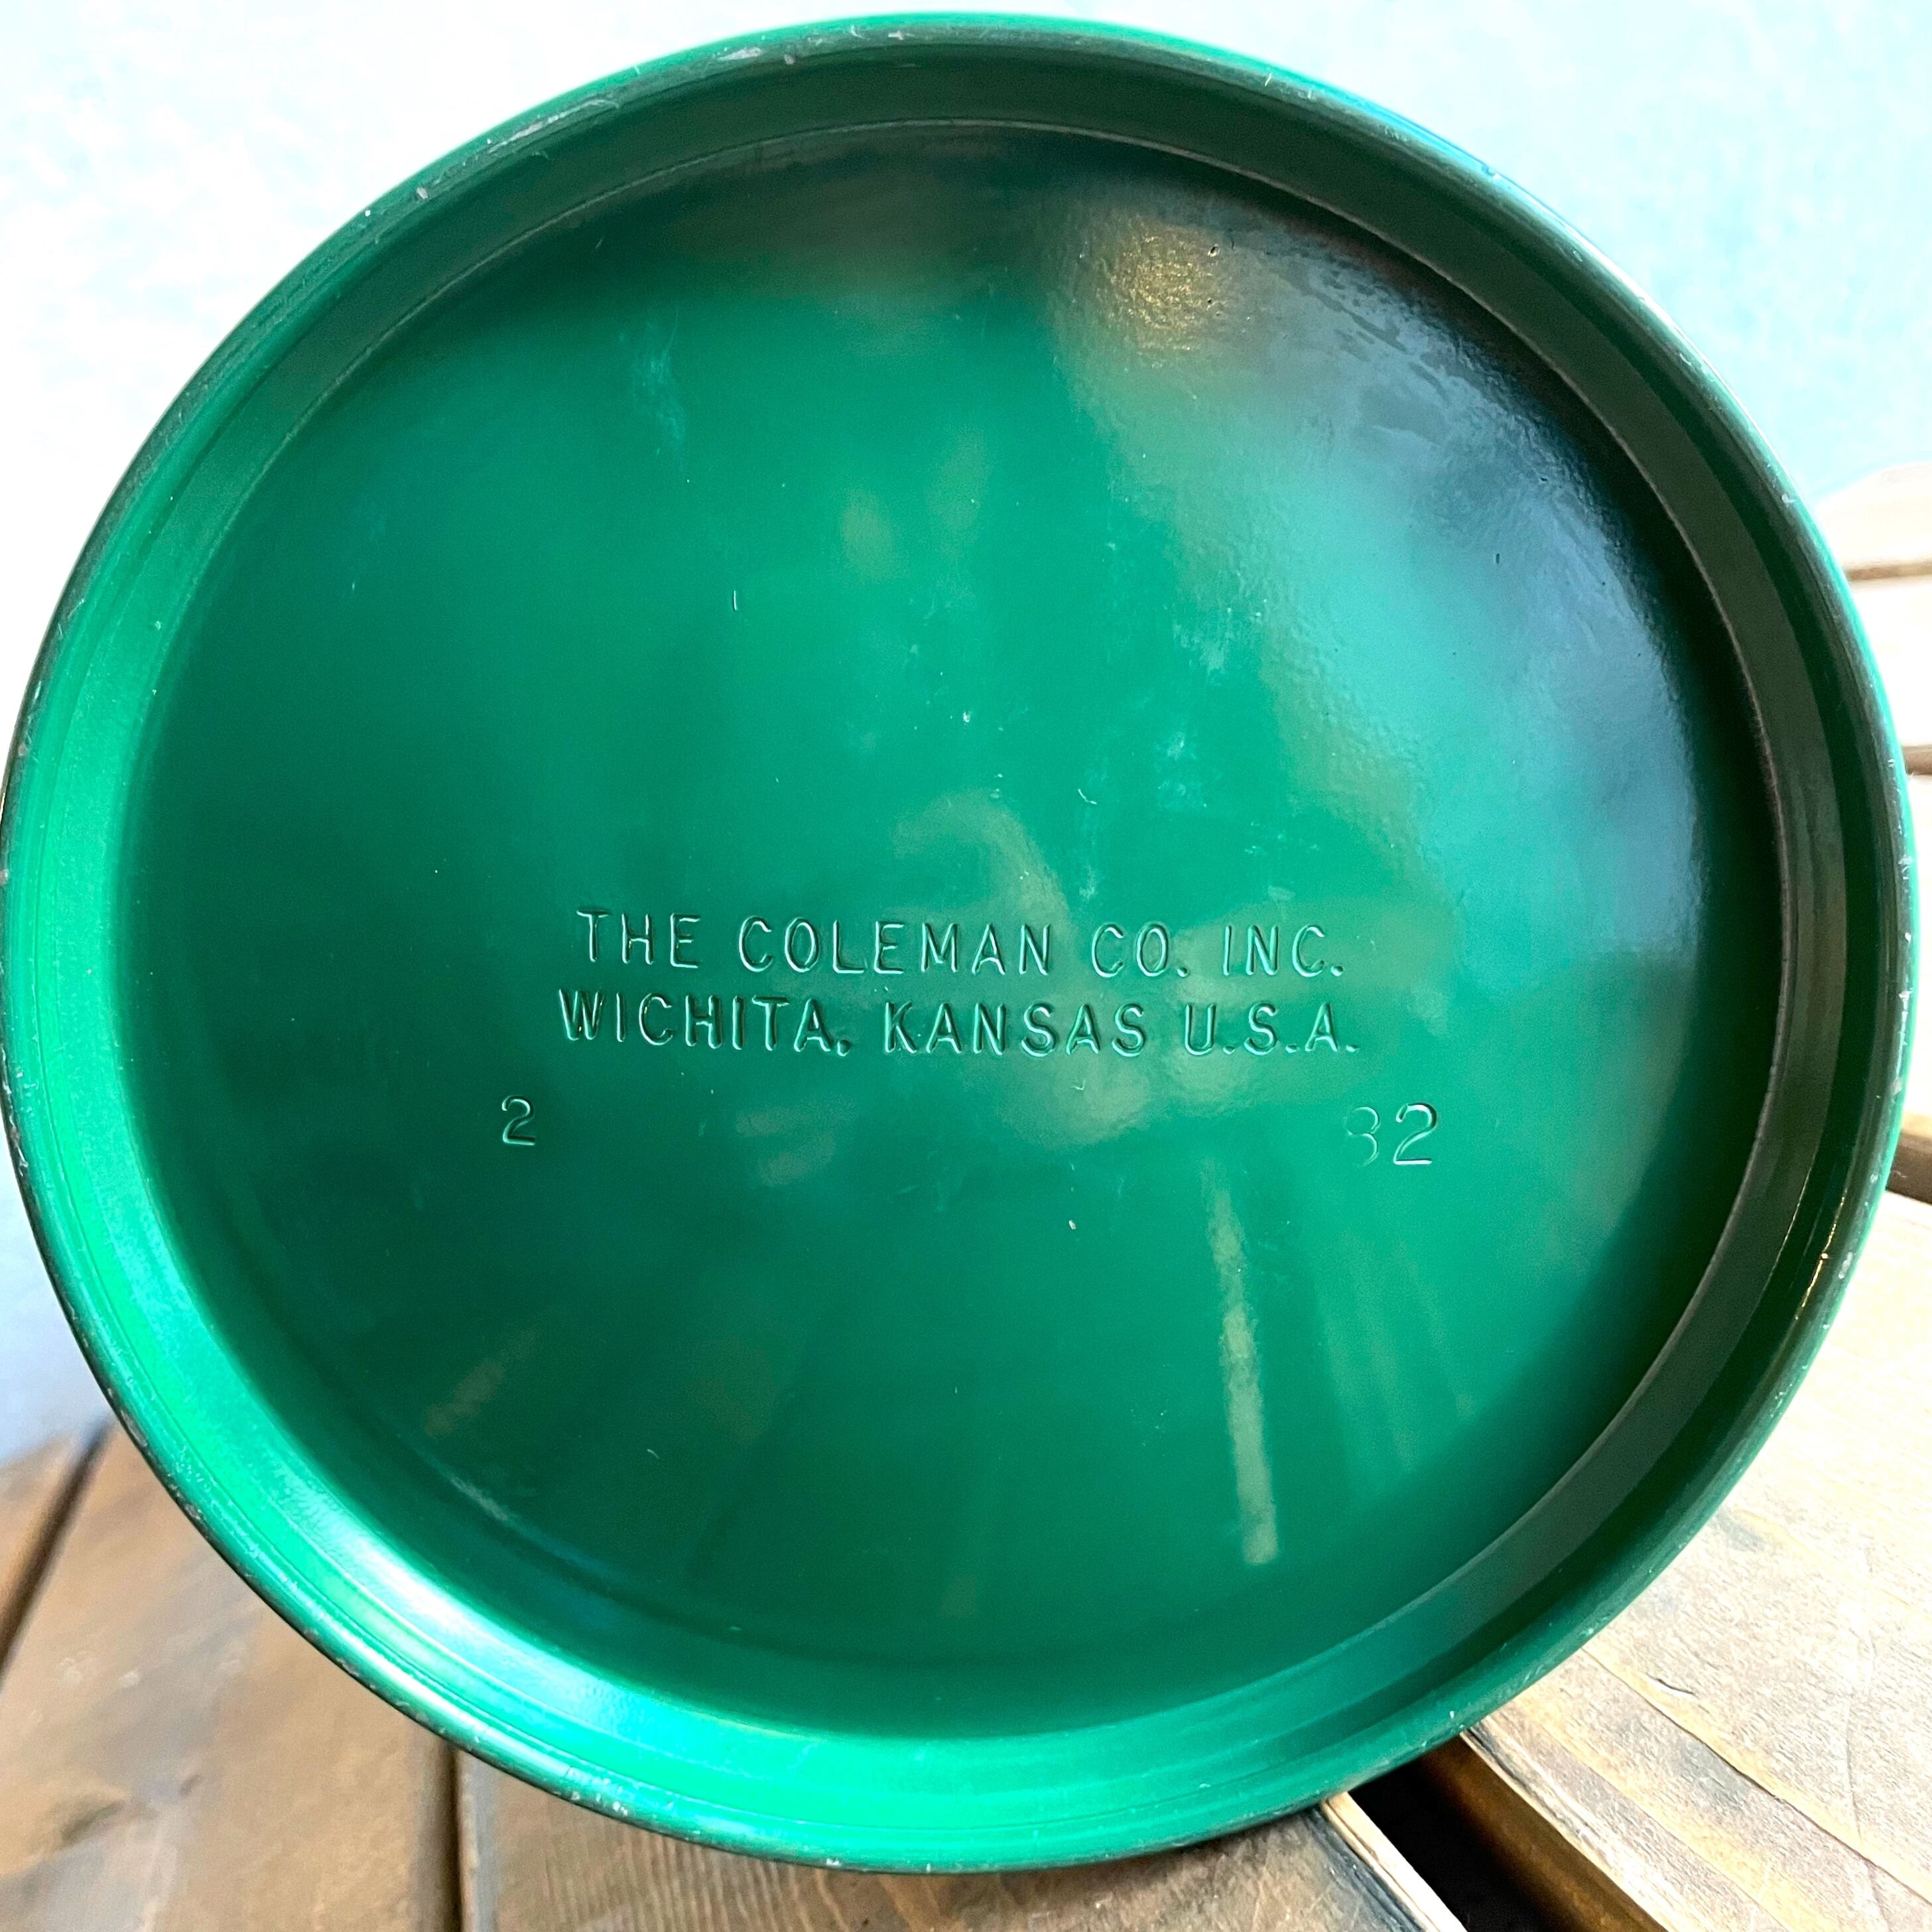 THE COLEMAN CO. INC.
WICHITA, KANSAS U.S.A.
2 82